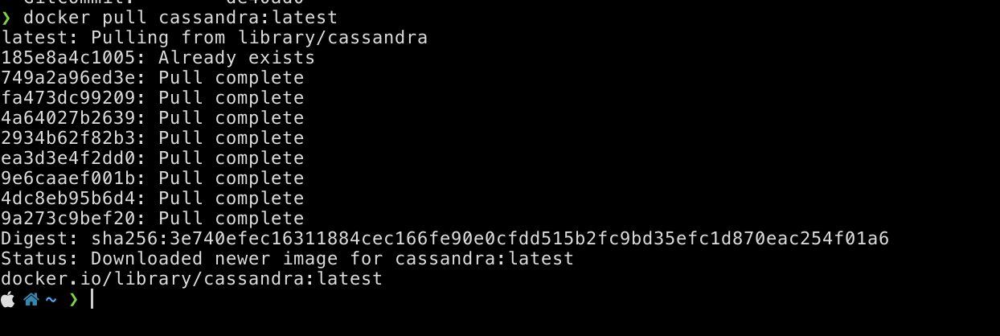 GitCommit: de40ad0
❯ docker pull cassandra:latest
latest: Pulling from library/cassandra
185e8a4c1005: Already exists
749a2a96ed3e: Pull complete
fa473dc99209: Pull complete
4a64027b2639: Pull complete
2934b62f82b3: Pull complete
ea3d3e4f2dd0: Pull complete
9e6caaef001b: Pull complete
4dc8eb95b6d4: Pull complete
9a273c9bef20: Pull complete
Digest: sha256:3e740efec16311884cec166fe90e0cfdd515b2fc9bd35efc1d870eac254f01a6
Status: Downloaded newer image for cassandra:latest
docker.io/library/cassandra:latest
~ ❯